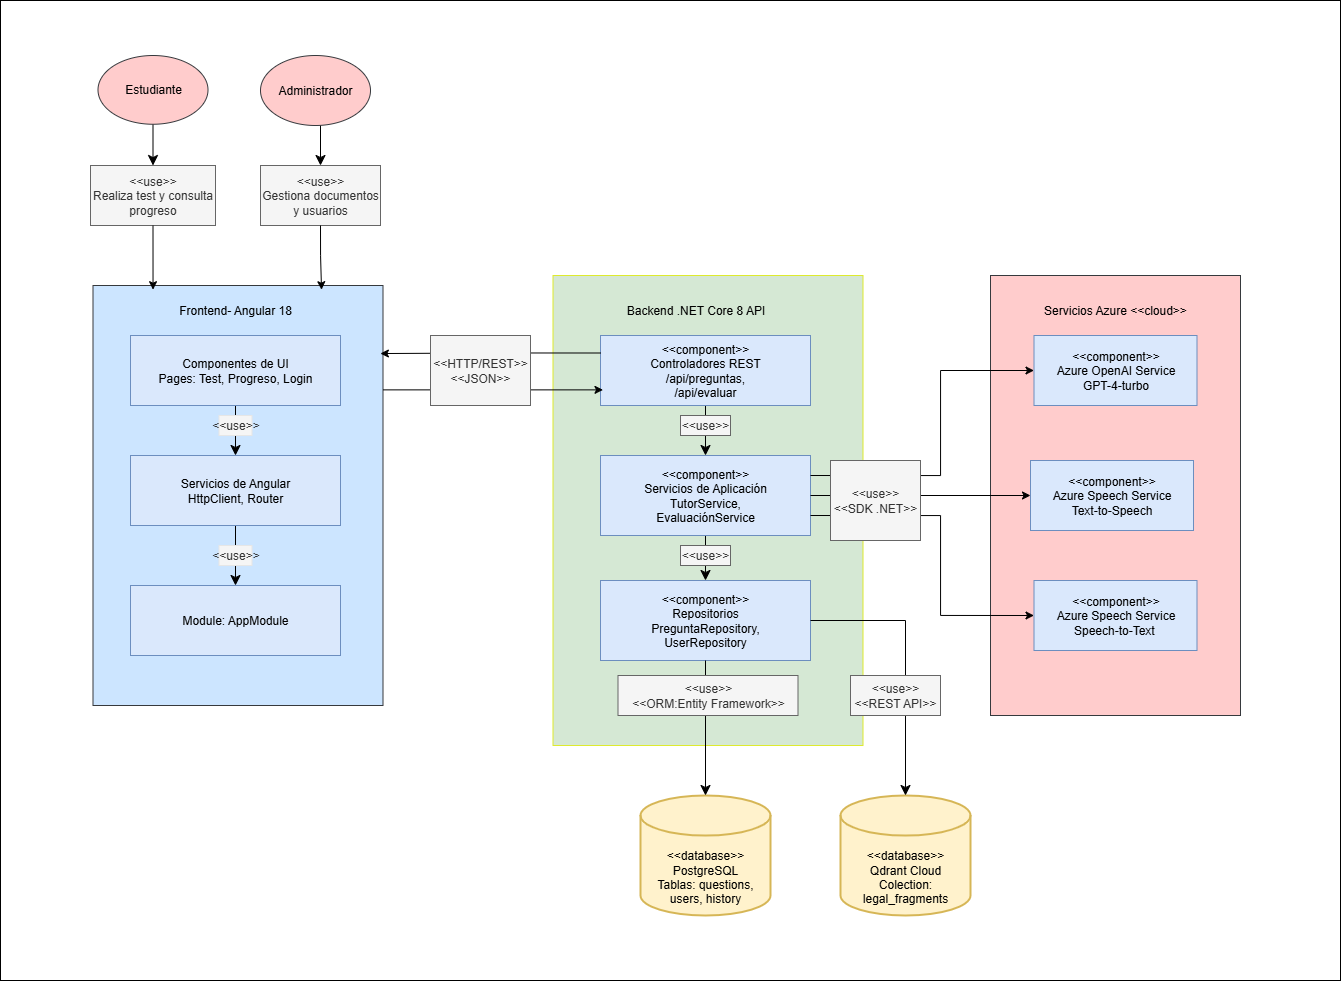 Estudiante
Administrador
<<use>>
Realiza test y consulta
progreso
<<use>>
Gestiona documentos
y usuarios
Frontend- Angular 18
Componentes de UI
Pages: Test, Progreso, Login
<<use>>
Servicios de Angular
HttpClient, Router
<<use>>
Module: AppModule
<<HTTP/REST>>
<<JSON>>
Backend .NET Core 8 API
<<component>>
Controladores REST
/api/preguntas,
/api/evaluar
<<use>>
<<component>>
Servicios de Aplicación
TutorService,
EvaluaciónService
<<use>>
<<component>>
Repositorios
PreguntaRepository,
UserRepository
<<use>>
<<ORM:Entity Framework>>
<<use>>
<<REST API>>
<<use>>
<<SDK .NET>>
Servicios Azure <<cloud>>
<<component>>
Azure OpenAI Service
GPT-4-turbo
<<component>>
Azure Speech Service
Text-to-Speech
<<component>>
Azure Speech Service
Speech-to-Text
<<database>>
PostgreSQL
Tablas: questions,
users, history
<<database>>
Qdrant Cloud
Colection:
legal_fragments